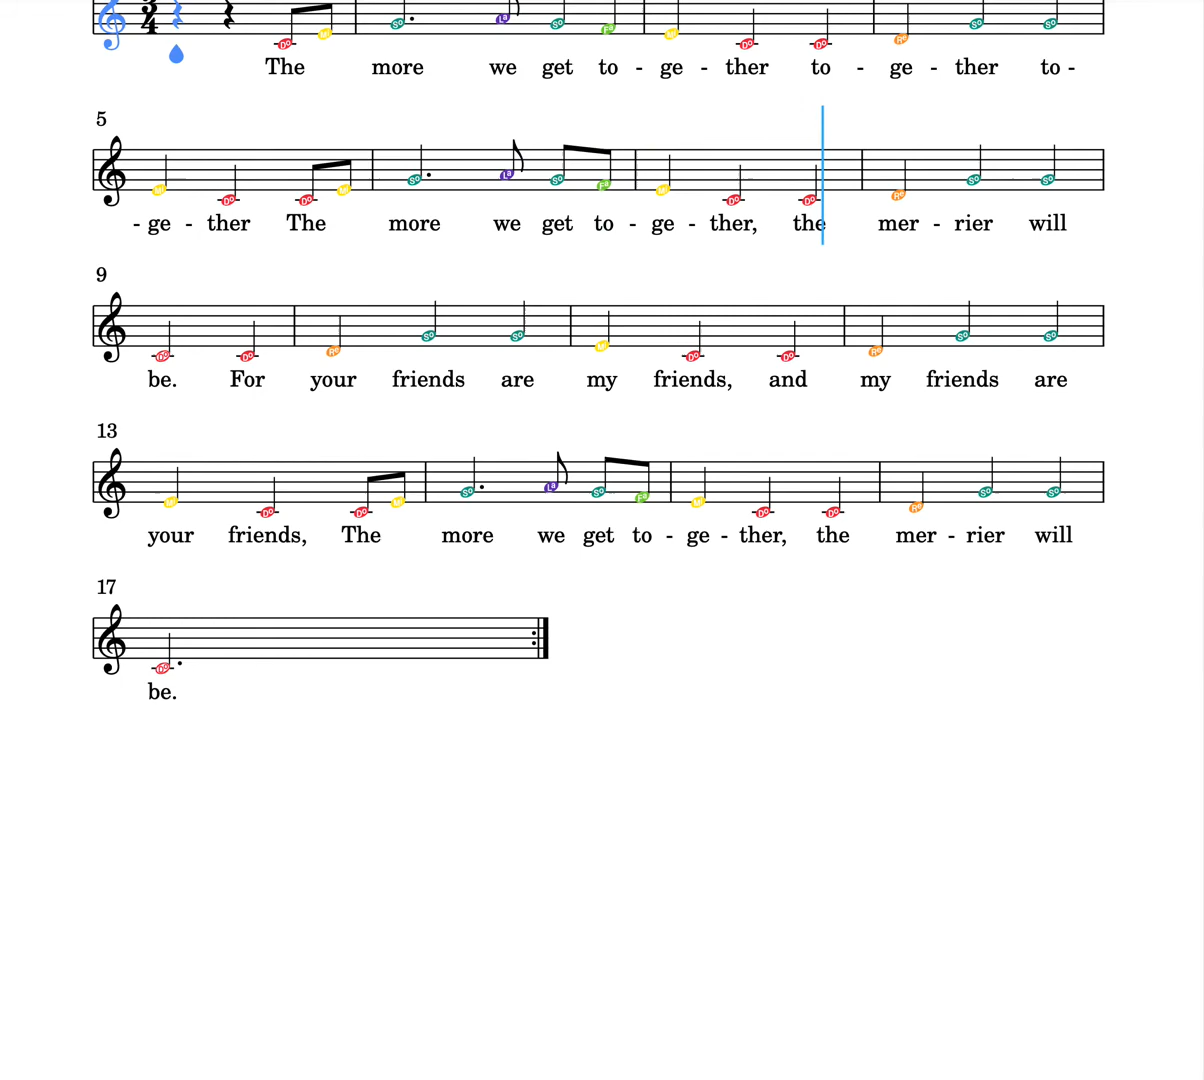 3
4
The more we get to - ge - ther to - ge - ther to -
5
- ge - ther The more we get to - ge - ther, the mer - rier will
9
be. For your friends are my friends, and my friends are
13
your friends, The more we get to - ge - ther, the mer - rier will
17
be.